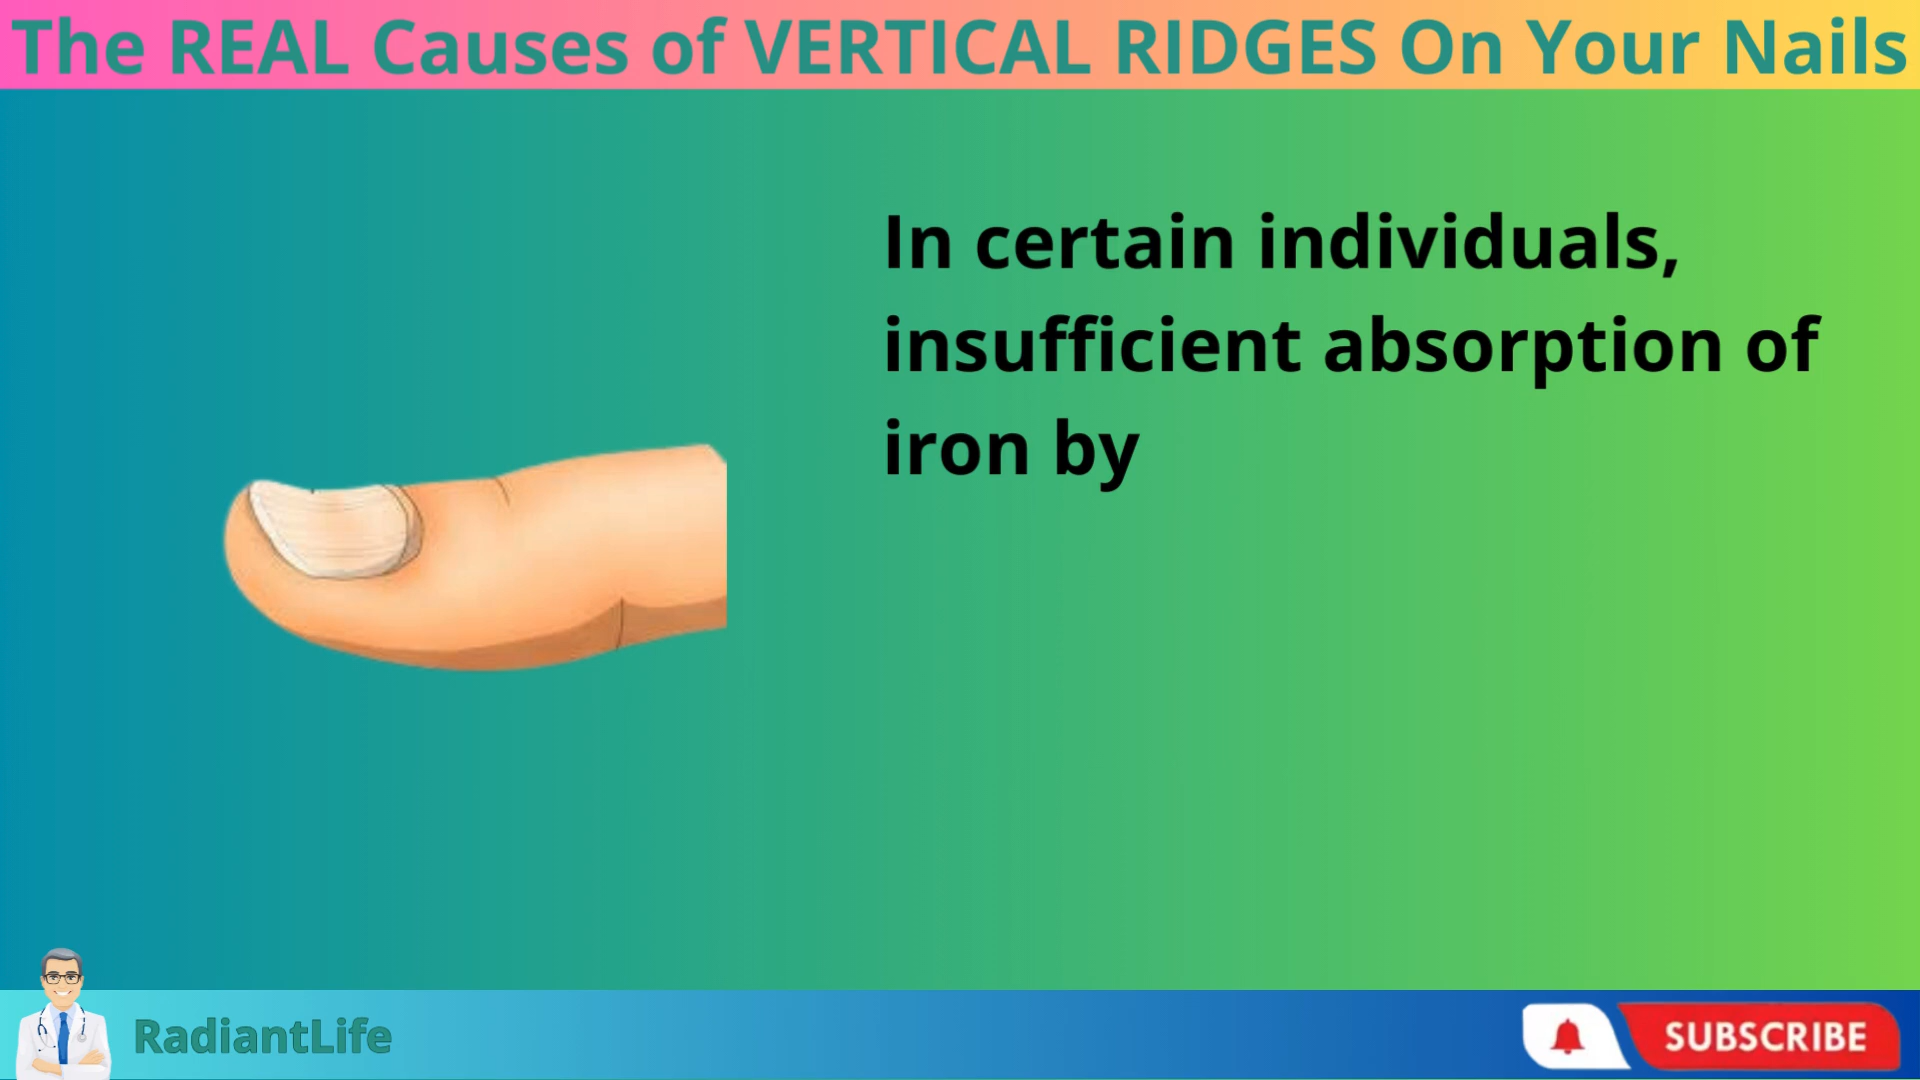 The REAL Causes of VERTICAL RIDGES On Your Nails
In certain individuals,
insufficient absorption of
iron by
RadiantLife
SUBSCRIBE